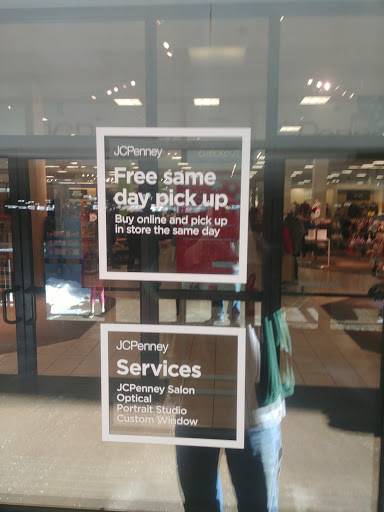 JCPenney
Free same
day pick up
Buy online and pick up
in store the same day
JCPenney
Services
JCPenney Salon
Optical
Portrait Studio
Custom Window